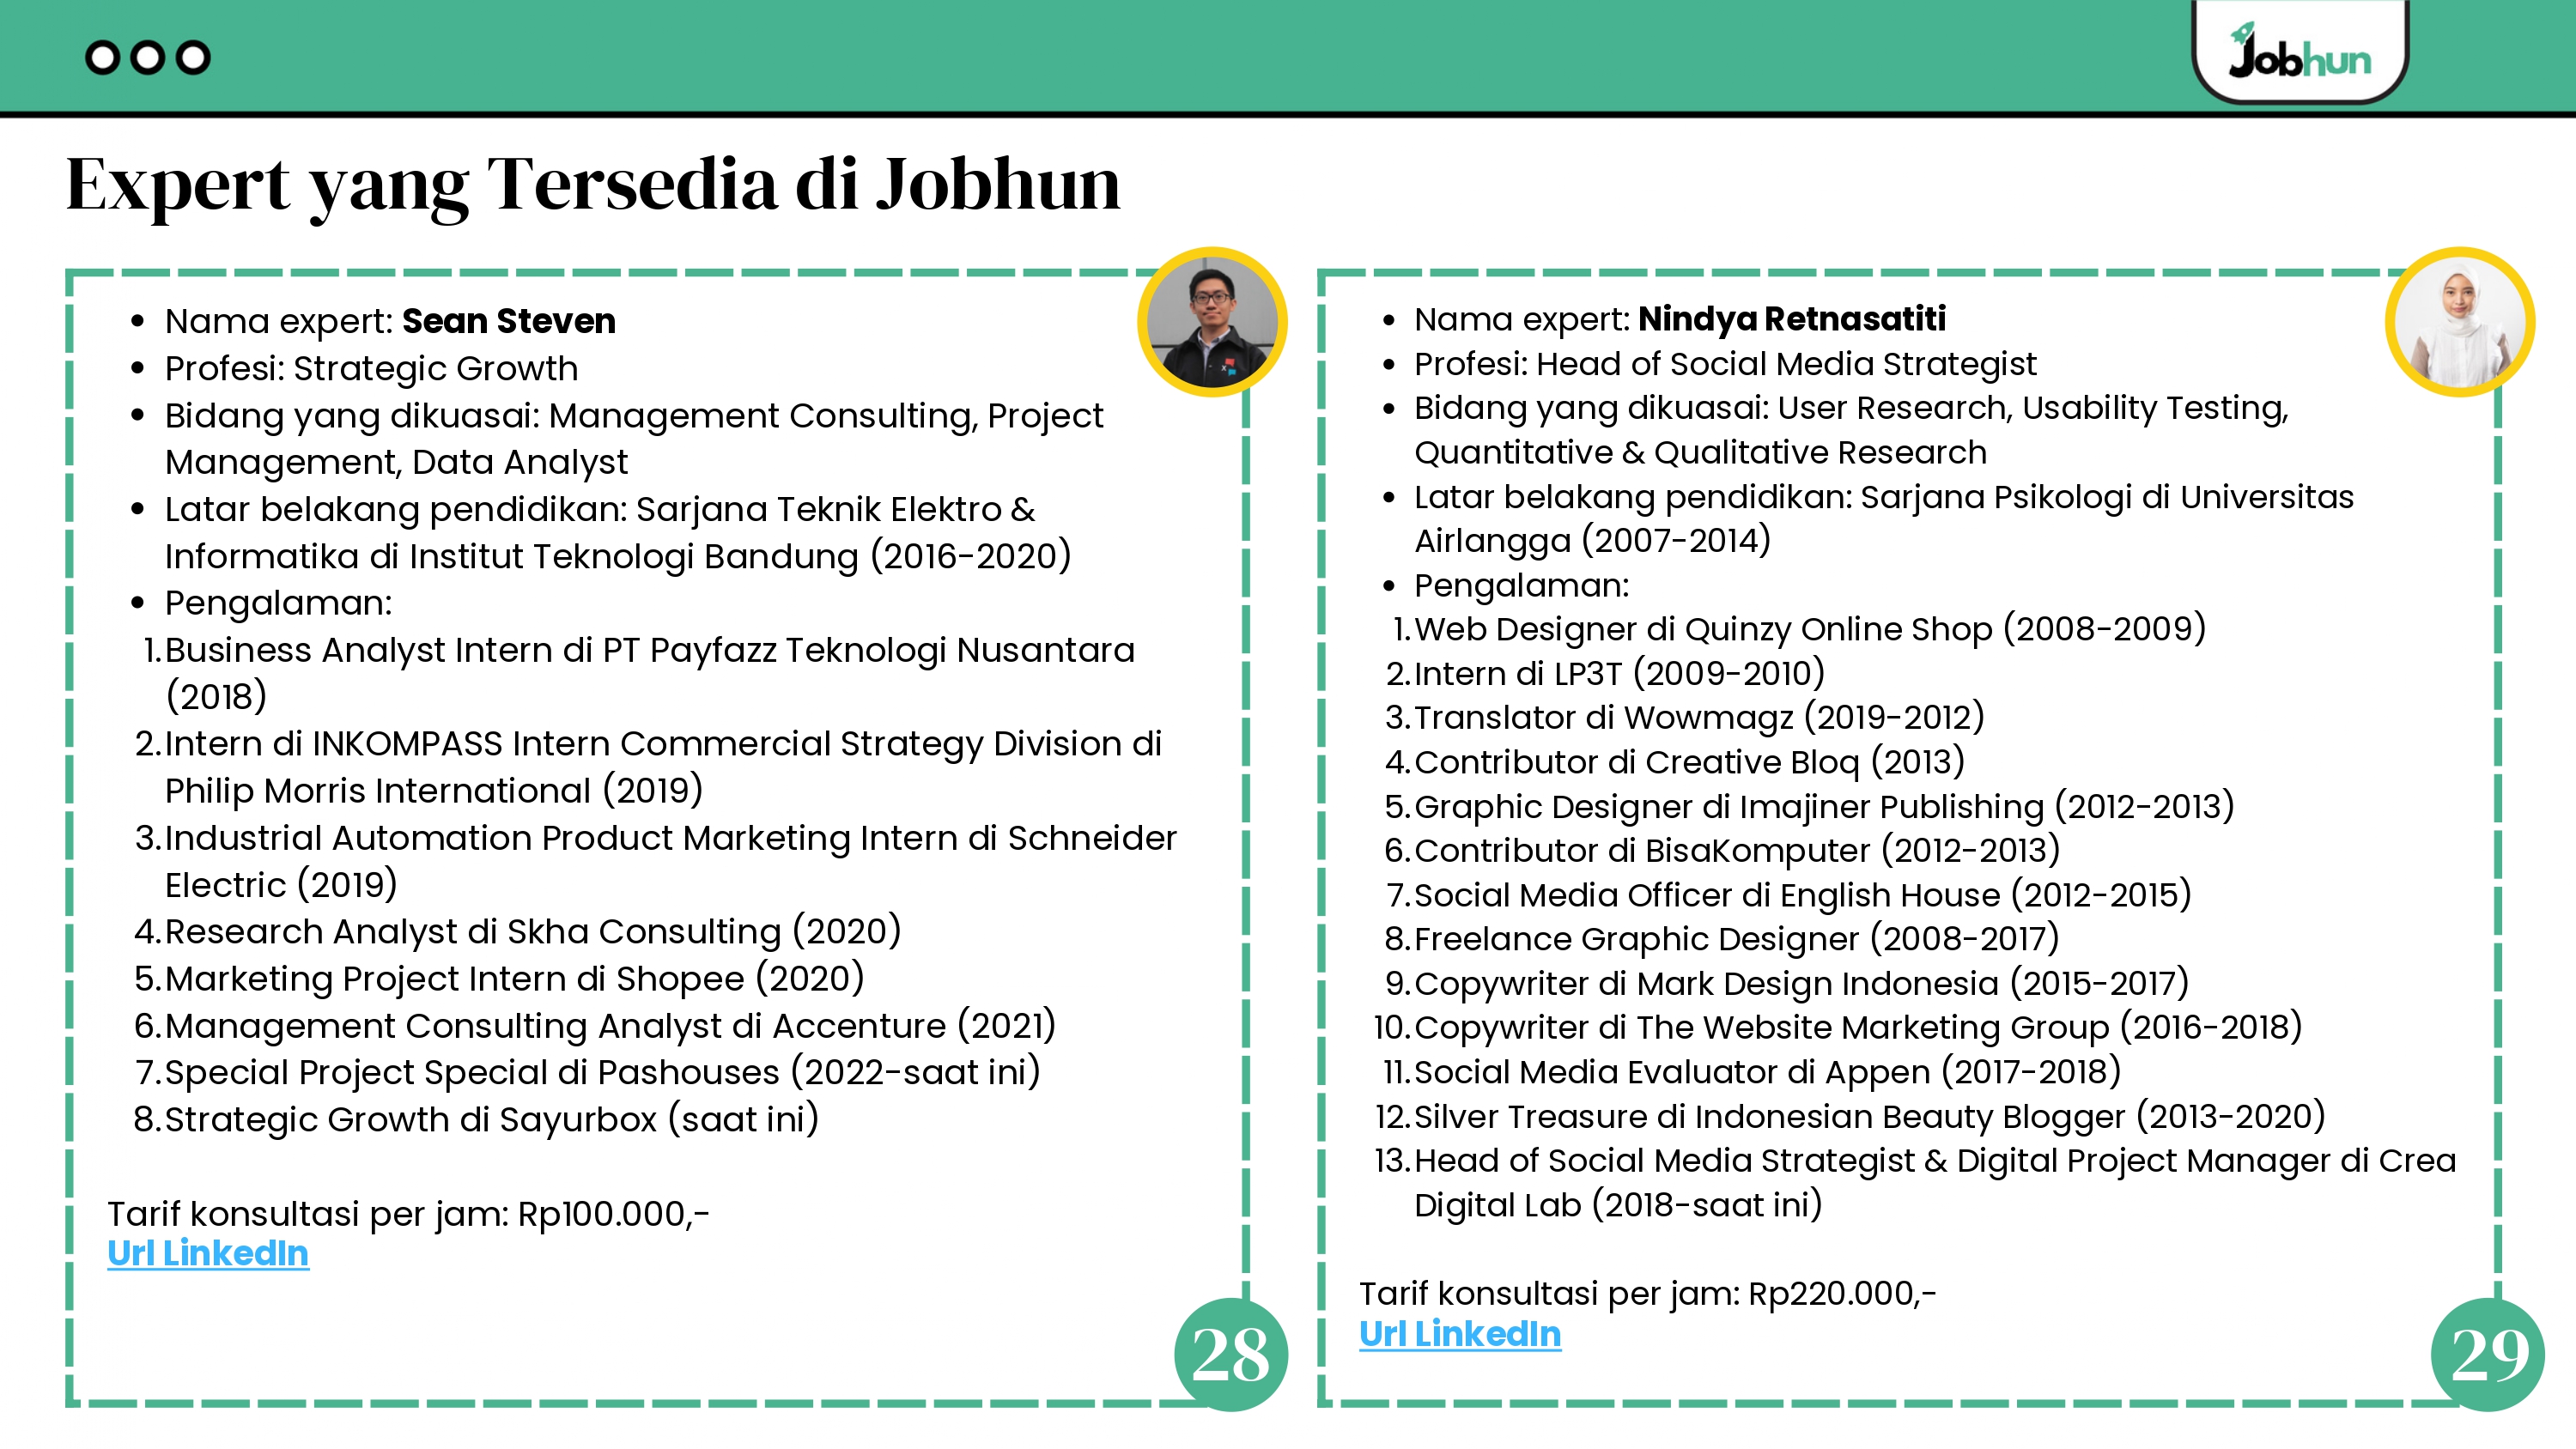 Jobhun
Expert yang Tersedia di Jobhun
• Nama expert: Sean Steven
• Profesi: Strategic Growth
• Bidang yang dikuasai: Management Consulting, Project
Management, Data Analyst
• Latar belakang pendidikan: Sarjana Teknik Elektro &
Informatika di Institut Teknologi Bandung (2016-2020)
• Pengalaman:
1. Business Analyst Intern di PT Payfazz Teknologi Nusantara
(2018)
2. Intern di INKOMPASS Intern Commercial Strategy Division di
Philip Morris International (2019)
3. Industrial Automation Product Marketing Intern di Schneider
Electric (2019)
4. Research Analyst di Skha Consulting (2020)
5. Marketing Project Intern di Shopee (2020)
6. Management Consulting Analyst di Accenture (2021)
7. Special Project Special di Pashouses (2022-saat ini)
8. Strategic Growth di Sayurbox (saat ini)
Tarif konsultasi per jam: Rp100.000,-
Url LinkedIn
28
• Nama expert: Nindya Retnasatiti
• Profesi: Head of Social Media Strategist
• Bidang yang dikuasai: User Research, Usability Testing,
Quantitative & Qualitative Research
• Latar belakang pendidikan: Sarjana Psikologi di Universitas
Airlangga (2007-2014)
• Pengalaman:
1. Web Designer di Quinzy Online Shop (2008-2009)
2. Intern di LP3T (2009-2010)
3. Translator di Wowmagz (2019-2012)
4. Contributor di Creative Bloq (2013)
5. Graphic Designer di Imajiner Publishing (2012-2013)
6. Contributor di BisaKomputer (2012-2013)
7. Social Media Officer di English House (2012-2015)
8. Freelance Graphic Designer (2008-2017)
9. Copywriter di Mark Design Indonesia (2015-2017)
10. Copywriter di The Website Marketing Group (2016-2018)
11. Social Media Evaluator di Appen (2017-2018)
12. Silver Treasure di Indonesian Beauty Blogger (2013-2020)
13. Head of Social Media Strategist & Digital Project Manager di Crea
Digital Lab (2018-saat ini)
Tarif konsultasi per jam: Rp220.000,-
Url LinkedIn
29